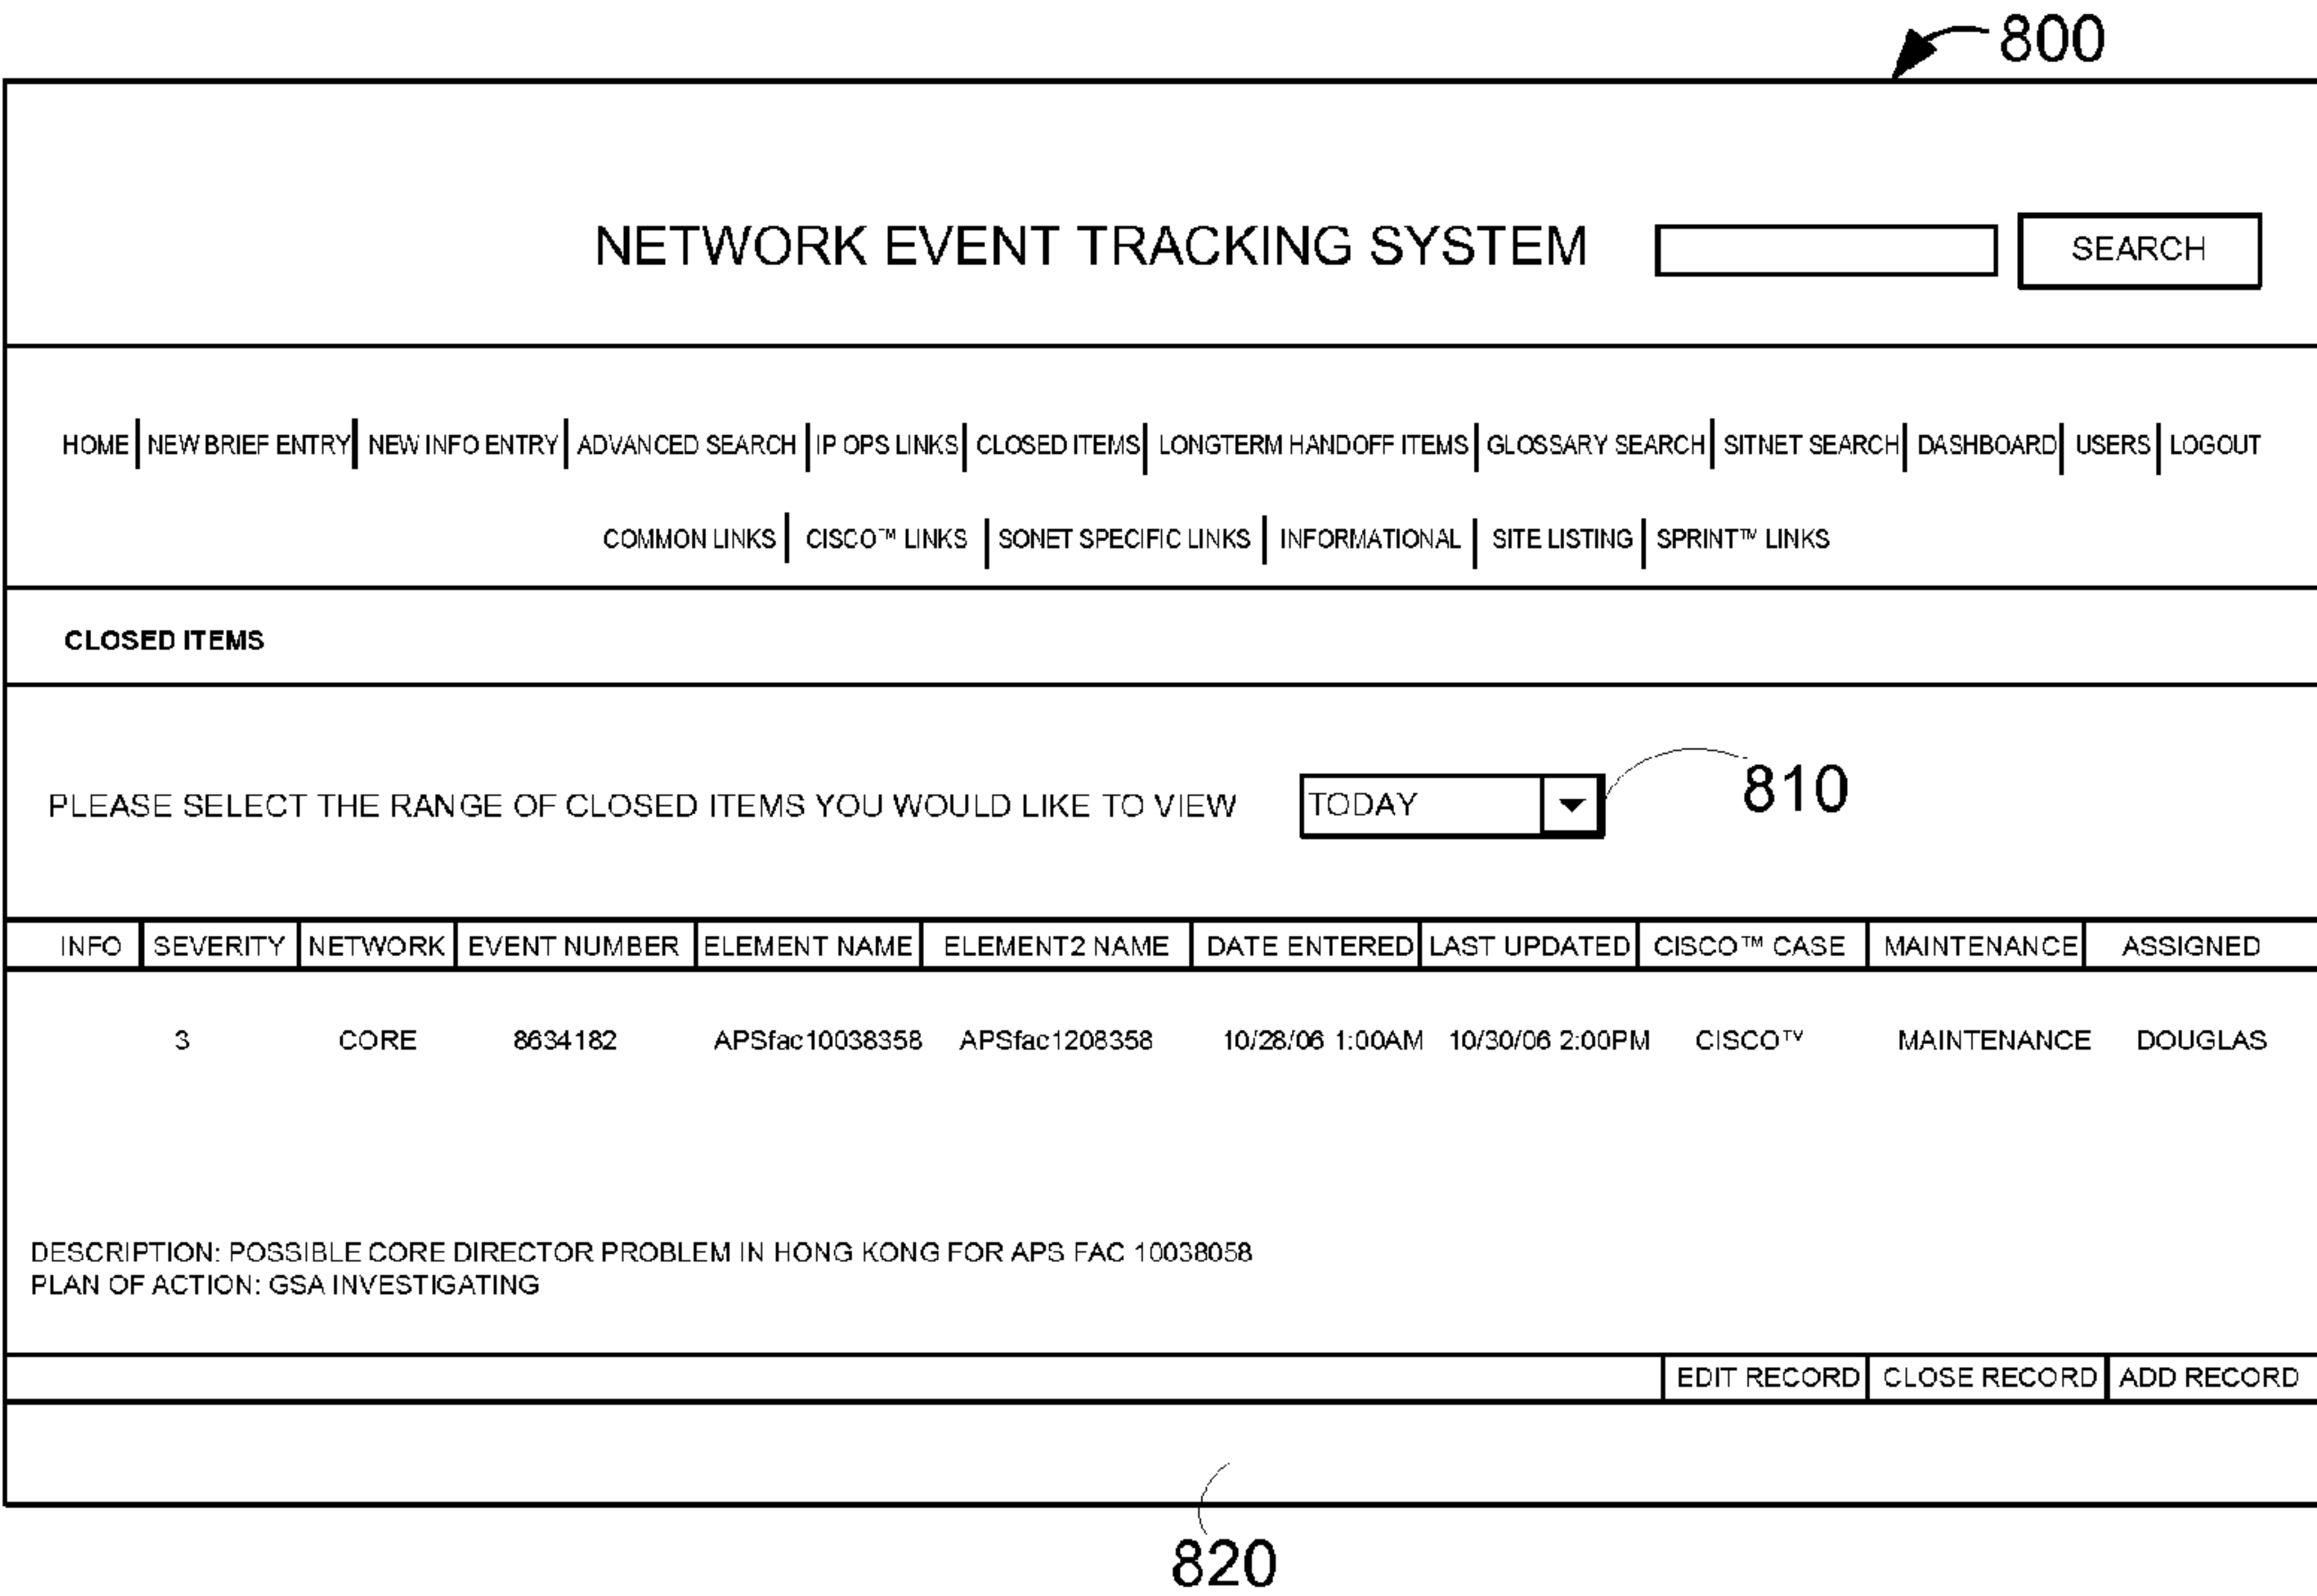 800
NETWORK EVENT TRACKING SYSTEM SEARCH
HOME NEW BRIEF ENTRY NEW INFO ENTRY ADVANCED SEARCH IP OPS LINKS CLOSED ITEMS LONGTERM HANDOFF ITEMS GLOSSARY SEARCH SITNET SEARCH DASHBOARD USERS LOGOUT
COMMON LINKS CISCO™ LINKS SONET SPECIFIC LINKS INFORMATIONAL SITE LISTING SPRINT™ LINKS
CLOSED ITEMS
PLEASE SELECT THE RANGE OF CLOSED ITEMS YOU WOULD LIKE TO VIEW TODAY 810
INFO SEVERITY NETWORK EVENT NUMBER ELEMENT NAME ELEMENT2 NAME DATE ENTERED LAST UPDATED CISCO™ CASE MAINTENANCE ASSIGNED
3 CORE 8634182 APSfac10038358 APSfac1208358 10/28/06 1:00AM 10/30/06 2:00PM CISCO™ MAINTENANCE DOUGLAS
DESCRIPTION: POSSIBLE CORE DIRECTOR PROBLEM IN HONG KONG FOR APS FAC 10038058
PLAN OF ACTION: GSA INVESTIGATING
EDIT RECORD CLOSE RECORD ADD RECORD
820